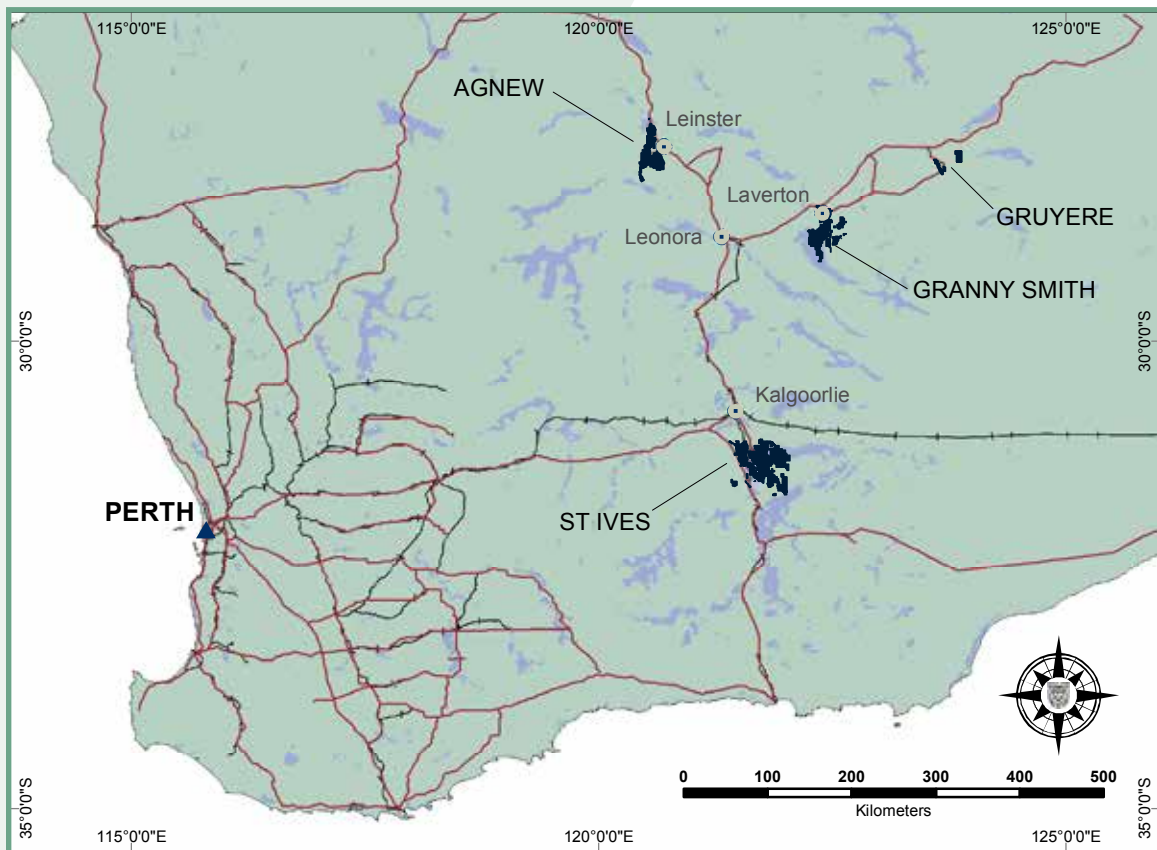 115°0'0"E
120°0'0"E
125°0'0"E
AGNEW
Leinster
Laverton
GRUYERE
Leonora
GRANNY SMITH
30°0'0"S
30°0'0"S
Kalgoorlie
PERTH
ST IVES
0 100 200 300 400 500
Kilometers
35°0'0"S
35°0'0"S
115°0'0"E
120°0'0"E
125°0'0"E